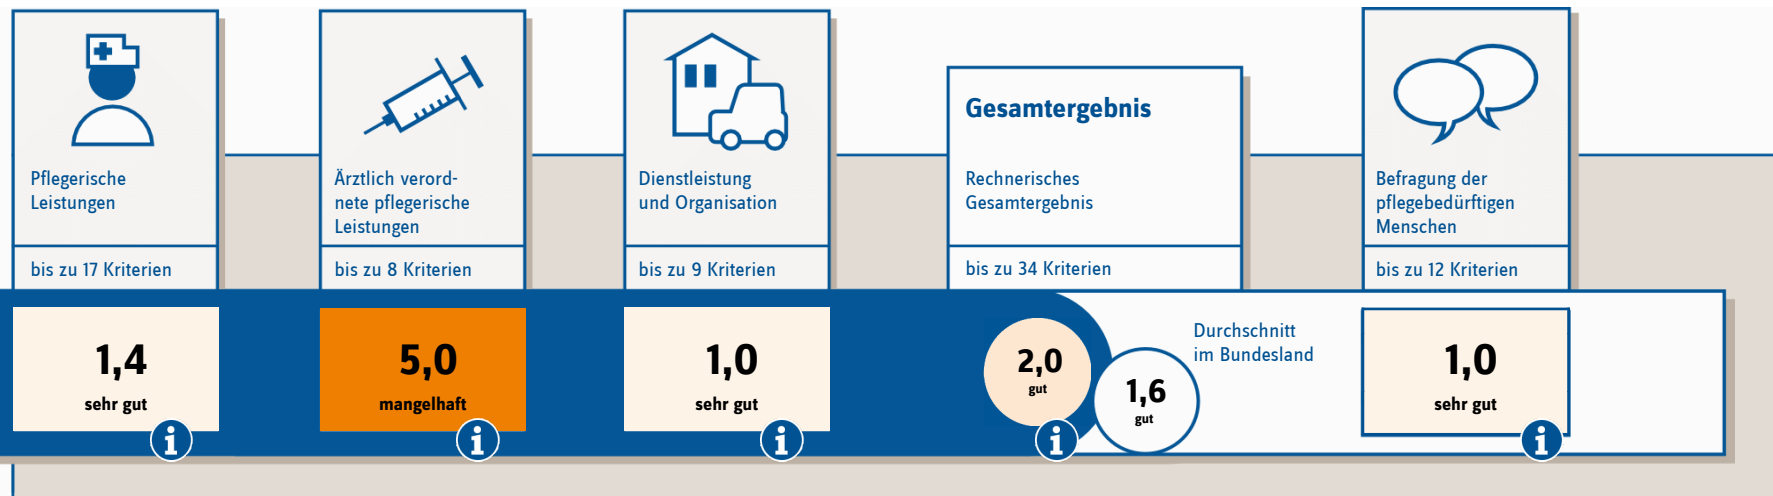 Pflegerische
Leistungen
bis zu 17 Kriterien
1,4
sehr gut
i
Ärztlich verord-
nete pflegerische
Leistungen
bis zu 8 Kriterien
5,0
mangelhaft
i
Dienstleistung
und Organisation
bis zu 9 Kriterien
1,0
sehr gut
i
Gesamtergebnis
Rechnerisches
Gesamtergebnis
bis zu 34 Kriterien
2,0
gut
i
1,6
gut
Durchschnitt
im Bundesland
Befragung der
pflegebedürftigen
Menschen
bis zu 12 Kriterien
1,0
sehr gut
i